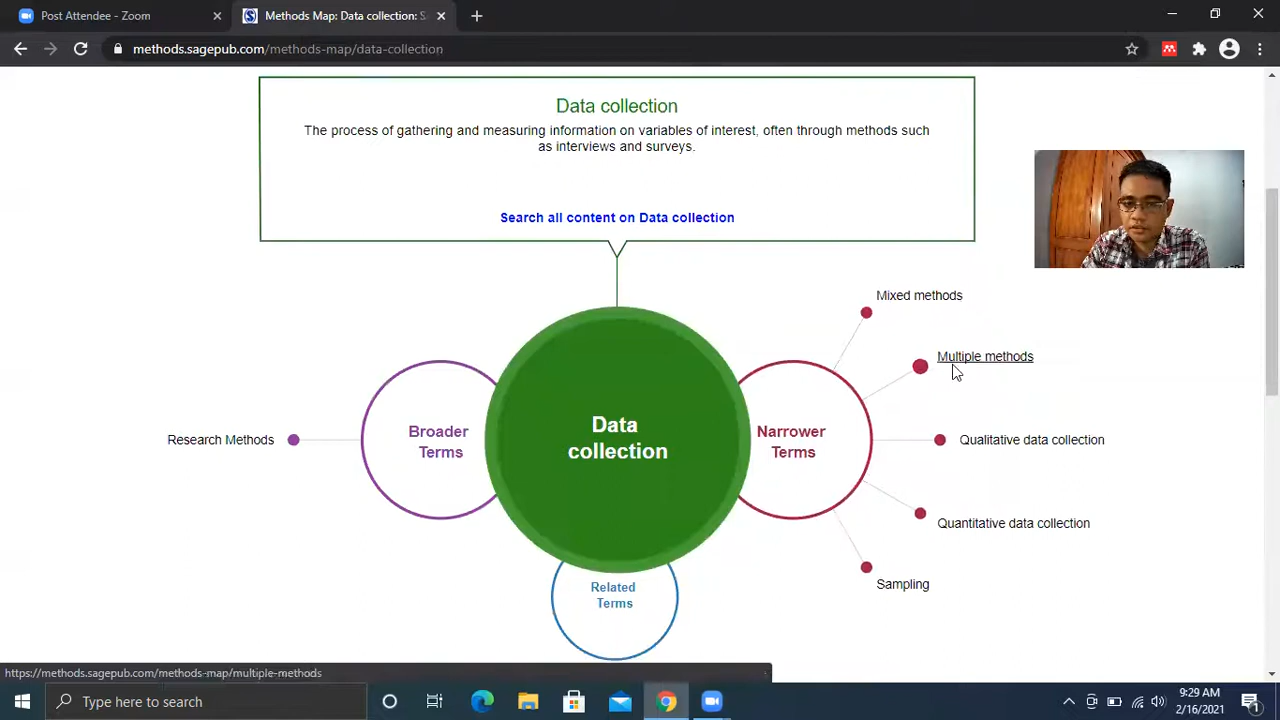 Post Attendee - Zoom
Methods Map: Data collection: S
methods.sagepub.com/methods-map/data-collection
Data collection
The process of gathering and measuring information on variables of interest, often through methods such
as interviews and surveys.
Search all content on Data collection
Mixed methods
Multiple methods
Research Methods
Broader
Terms
Data
collection
Narrower
Terms
Qualitative data collection
Quantitative data collection
Sampling
Related
Terms
https://methods.sagepub.com/methods-map/multiple-methods
Type here to search
9:29 AM
2/16/2021